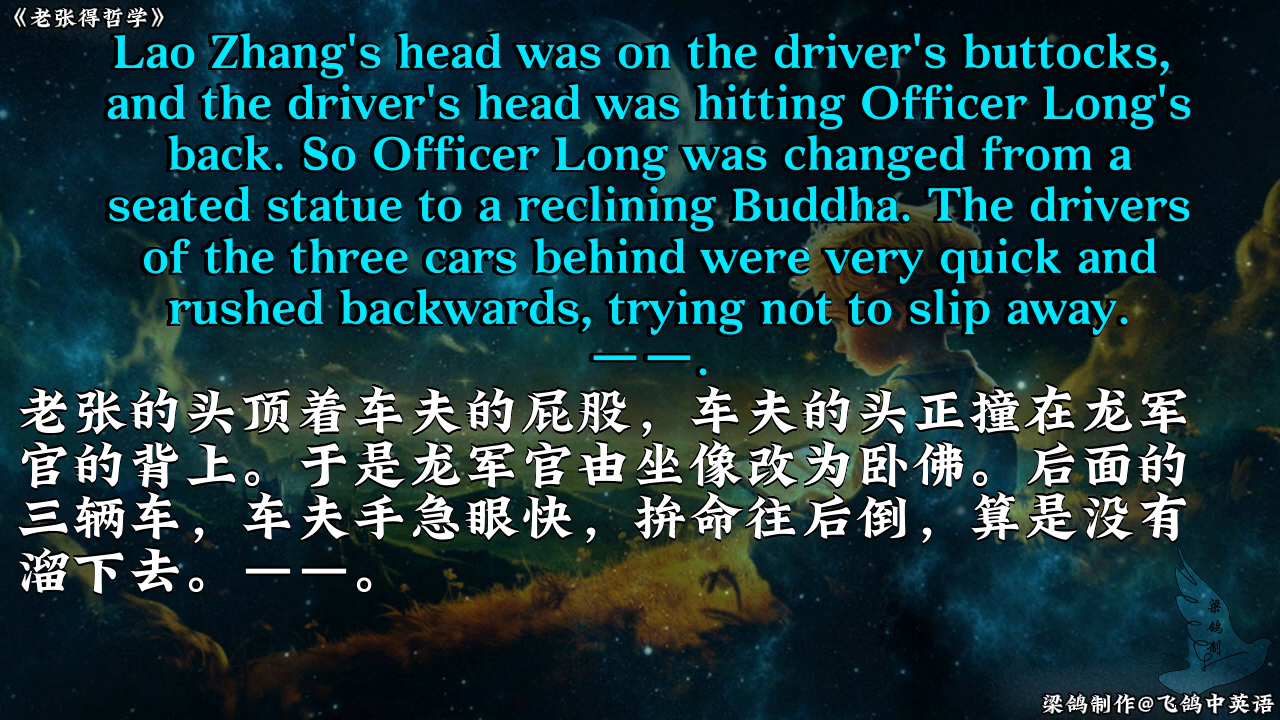 《老张得哲学》
Lao Zhang's head was on the driver's buttocks,
and the driver's head was hitting Officer Long's
back. So Officer Long was changed from a
seated statue to a reclining Buddha. The drivers
of the three cars behind were very quick and
rushed backwards, trying not to slip away.
——.
老张的头顶着车夫的屁股，车夫的头正撞在龙军
官的背上。于是龙军官由坐像改为卧佛。后面的
三辆车，车夫手急眼快，拚命往后倒，算是没有
溜下去。——。
梁鸽制
梁鸽制作@飞鸽中英语